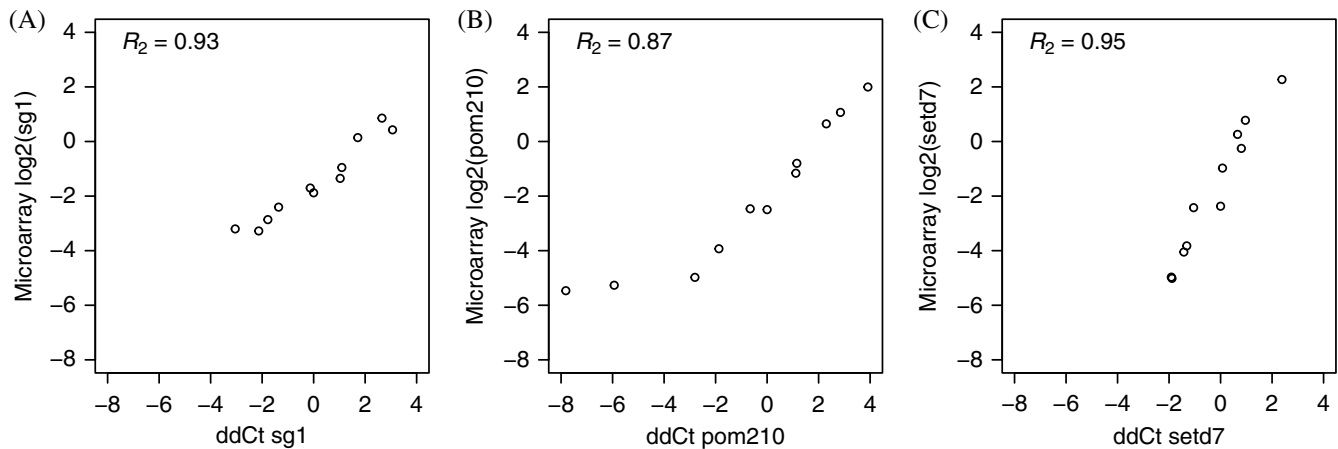 (A)
R2 = 0.93
Microarray log2(sg1)
4
2
0
−2
−4
−6
−8
−8 −6 −4 −2 0 2 4
ddCt sg1
(B)
R2 = 0.87
Microarray log2(pom210)
4
2
0
−2
−4
−6
−8
−8 −6 −4 −2 0 2 4
ddCt pom210
(C)
R2 = 0.95
Microarray log2(setd7)
4
2
0
−2
−4
−6
−8
−8 −6 −4 −2 0 2 4
ddCt setd7